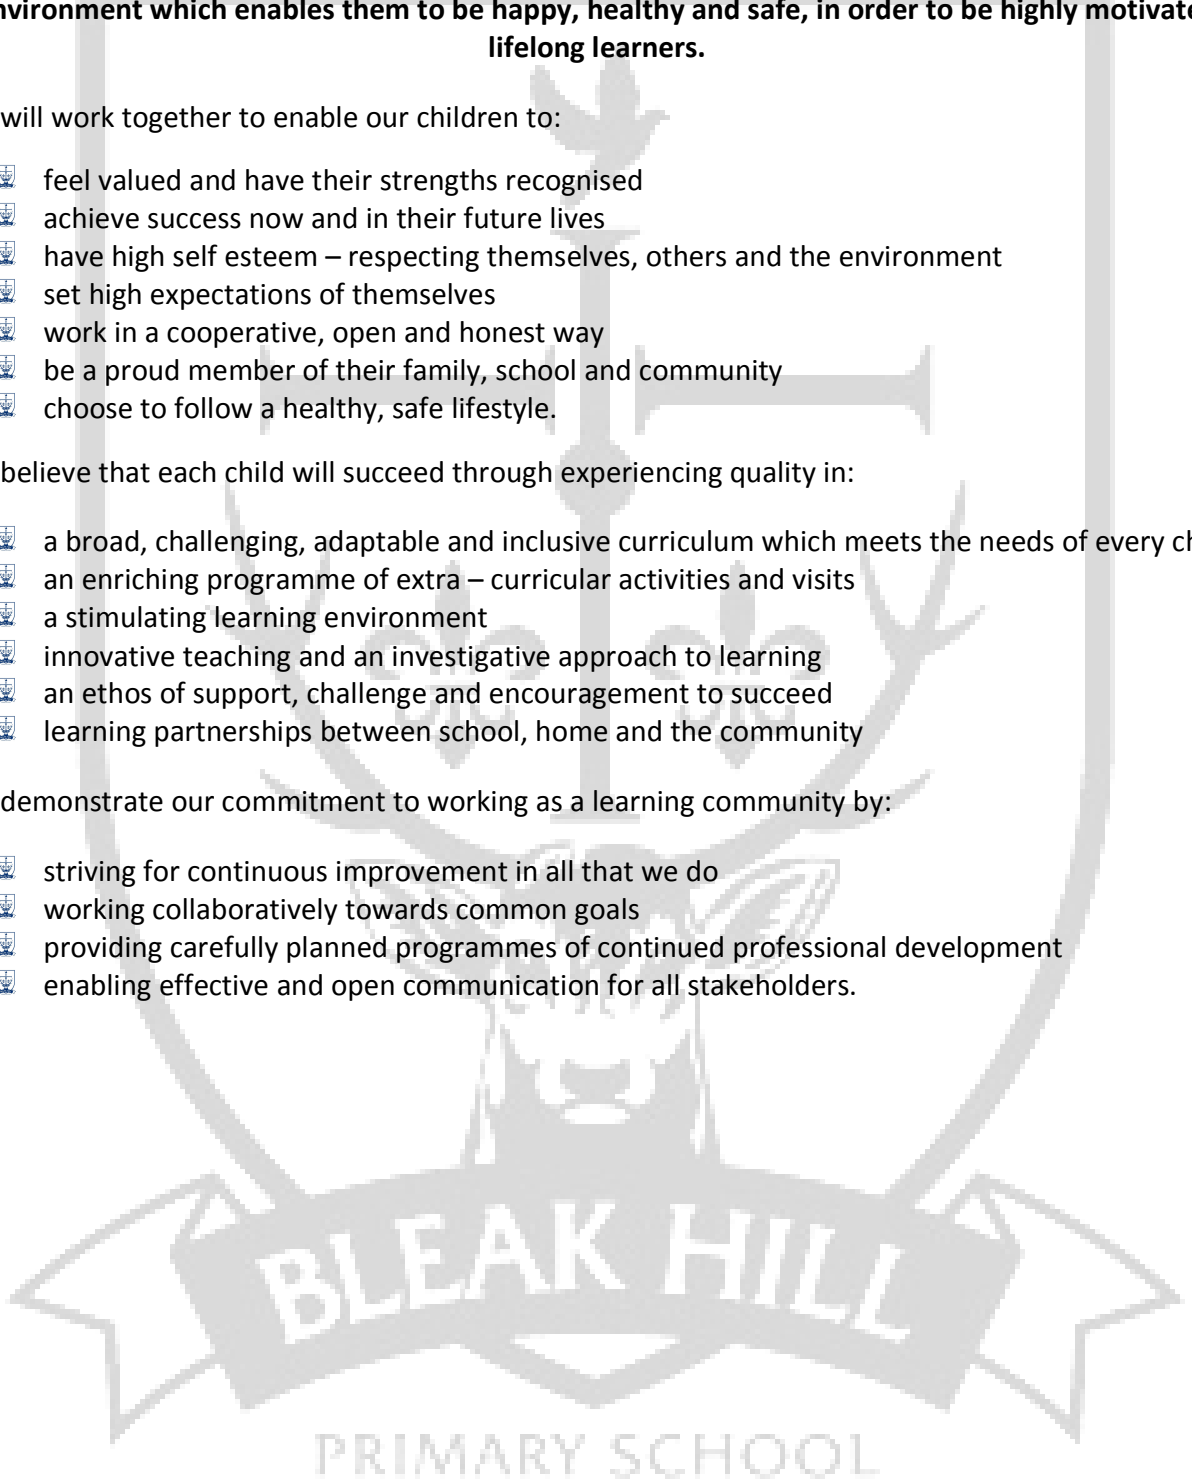 nvironment which enables them to be happy, healthy and safe, in order to be highly motivate
lifelong learners.
will work together to enable our children to:
feel valued and have their strengths recognised
achieve success now and in their future lives
have high self esteem – respecting themselves, others and the environment
set high expectations of themselves
work in a cooperative, open and honest way
be a proud member of their family, school and community
choose to follow a healthy, safe lifestyle.
believe that each child will succeed through experiencing quality in:
a broad, challenging, adaptable and inclusive curriculum which meets the needs of every ch
an enriching programme of extra – curricular activities and visits
a stimulating learning environment
innovative teaching and an investigative approach to learning
an ethos of support, challenge and encouragement to succeed
learning partnerships between school, home and the community
demonstrate our commitment to working as a learning community by:
striving for continuous improvement in all that we do
working collaboratively towards common goals
providing carefully planned programmes of continued professional development
enabling effective and open communication for all stakeholders.
BLEAK HILL
PRIMARY SCHOOL